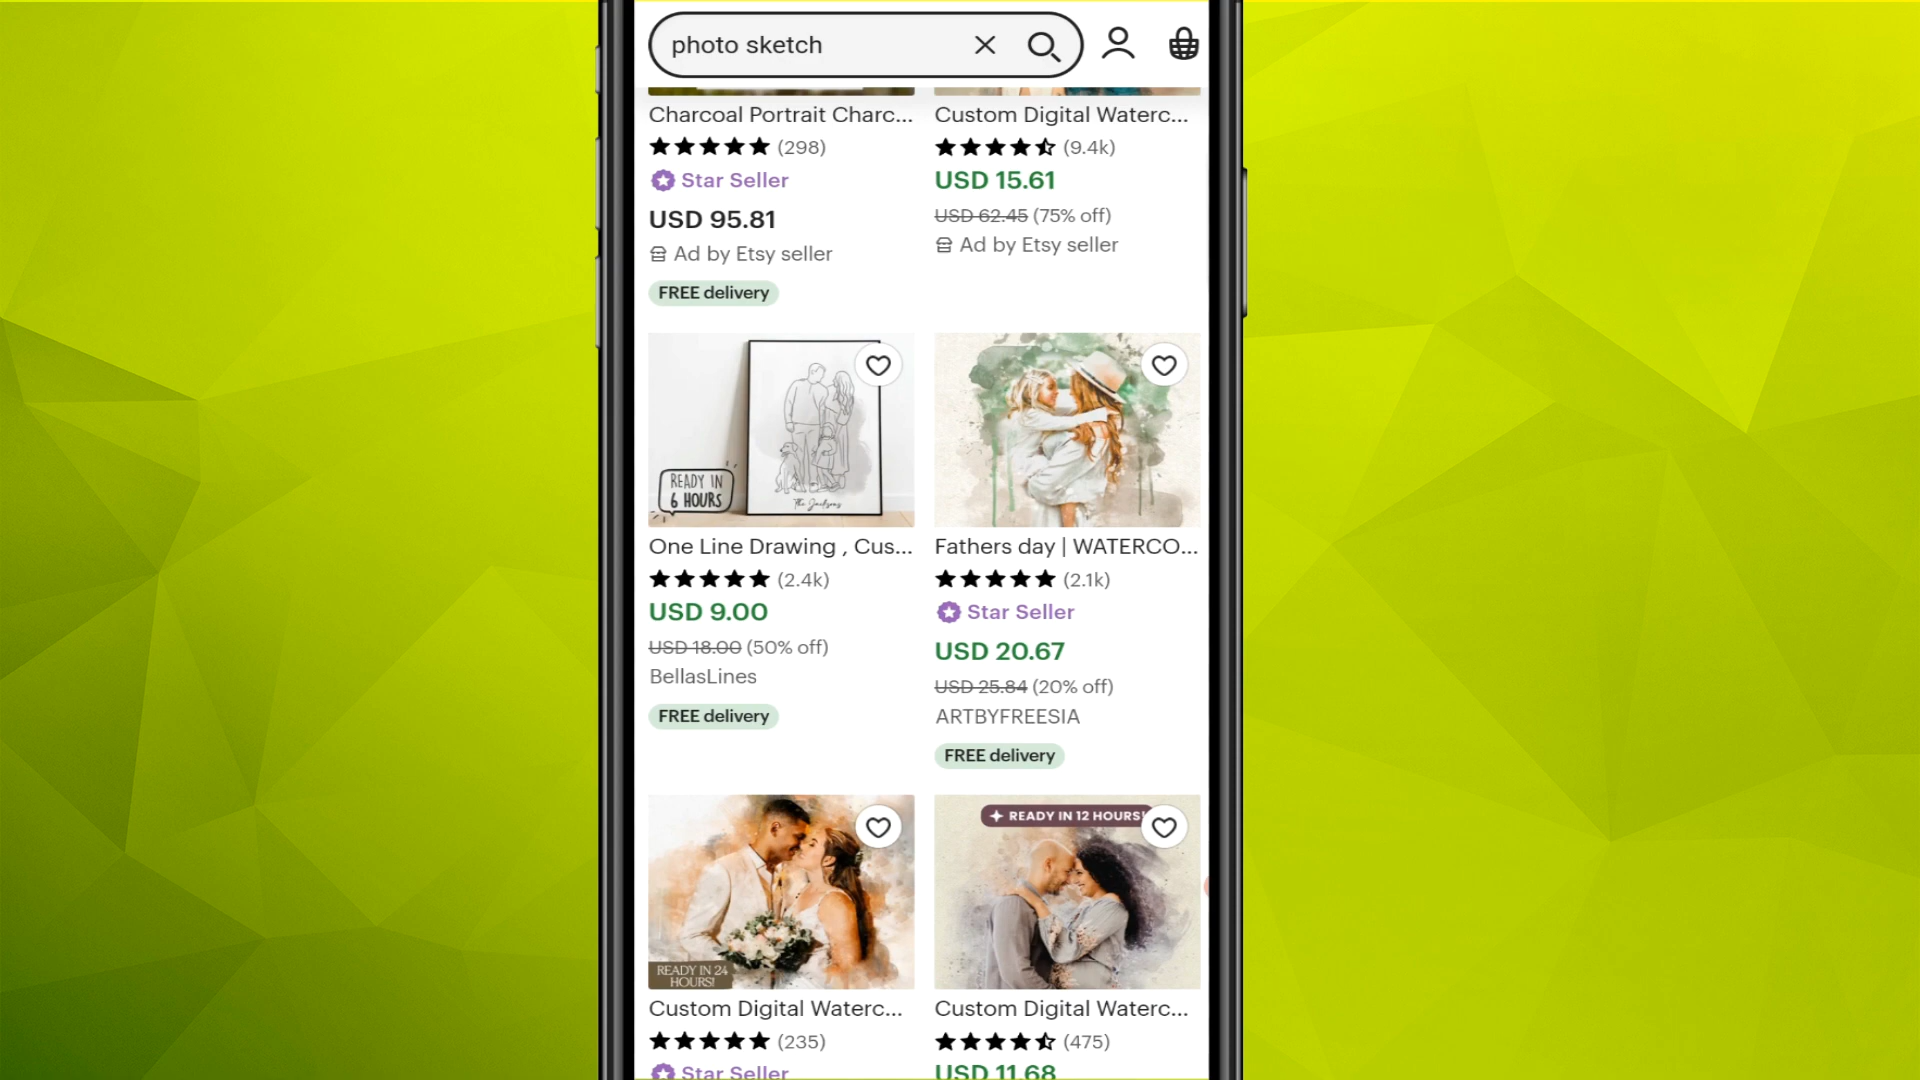 photo sketch
Charcoal Portrait Charc...
(298)
Star Seller
USD 95.81
Ad by Etsy seller
FREE delivery
Custom Digital Waterc...
(9.4k)
USD 15.61
USD 62.45 (75% off)
Ad by Etsy seller
READY IN
6 HOURS
The Jacksons
One Line Drawing , Cus...
(2.4k)
USD 9.00
USD 18.00 (50% off)
BellasLines
FREE delivery
Fathers day | WATERCO...
(2.1k)
Star Seller
USD 20.67
USD 25.84 (20% off)
ARTBYFREESIA
FREE delivery
READY IN 24
HOURS!
Custom Digital Waterc...
(235)
Star Seller
READY IN 12 HOURS!
Custom Digital Waterc...
(475)
USD 11.68